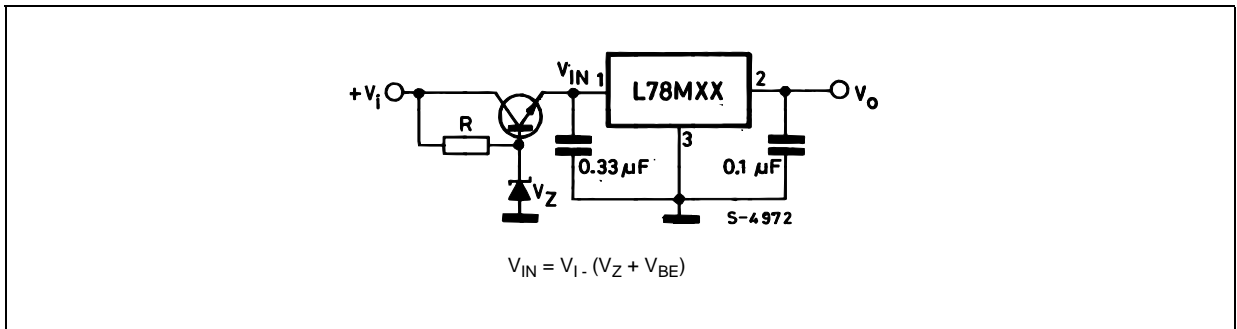 V_IN 1 L78MXX 2
+V_i V_o
R
3
0.33 µF 0.1 µF
V_Z
S-4972
V_IN = V_I - (V_Z + V_BE)